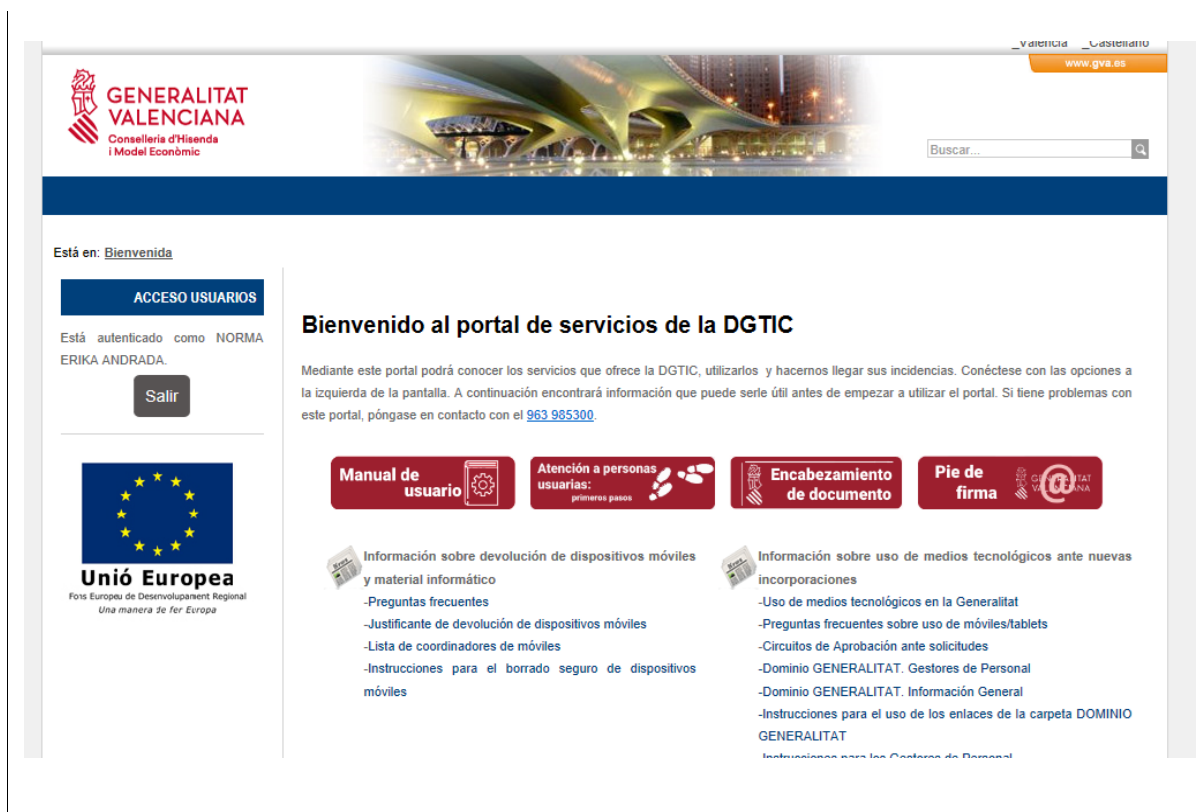 _Valencià _Castellano
www.gva.es
GENERALITAT
VALENCIANA
Conselleria d'Hisenda
i Model Econòmic
Buscar...
Está en: Bienvenida
ACCESO USUARIOS
Está autenticado como NORMA
ERIKA ANDRADA.
Salir
Unió Europea
Fons Europeu de Desenvolupament Regional
Una manera de fer Europa
Bienvenido al portal de servicios de la DGTIC
Mediante este portal podrá conocer los servicios que ofrece la DGTIC, utilizarlos y hacernos llegar sus incidencias. Conéctese con las opciones a
la izquierda de la pantalla. A continuación encontrará información que puede serle útil antes de empezar a utilizar el portal. Si tiene problemas con
este portal, póngase en contacto con el 963 985300.
Manual de
usuario
Atención a personas
usuarias:
primeros pasos
Encabezamiento
de documento
Pie de
firma
GENERALITAT
VALENCIANA
Información sobre devolución de dispositivos móviles
y material informático
-Preguntas frecuentes
-Justificante de devolución de dispositivos móviles
-Lista de coordinadores de móviles
-Instrucciones para el borrado seguro de dispositivos
móviles
Información sobre uso de medios tecnológicos ante nuevas
incorporaciones
-Uso de medios tecnológicos en la Generalitat
-Preguntas frecuentes sobre uso de móviles/tablets
-Circuitos de Aprobación ante solicitudes
-Dominio GENERALITAT. Gestores de Personal
-Dominio GENERALITAT. Información General
-Instrucciones para el uso de los enlaces de la carpeta DOMINIO
GENERALITAT
-Instrucciones para los Gestores de Personal